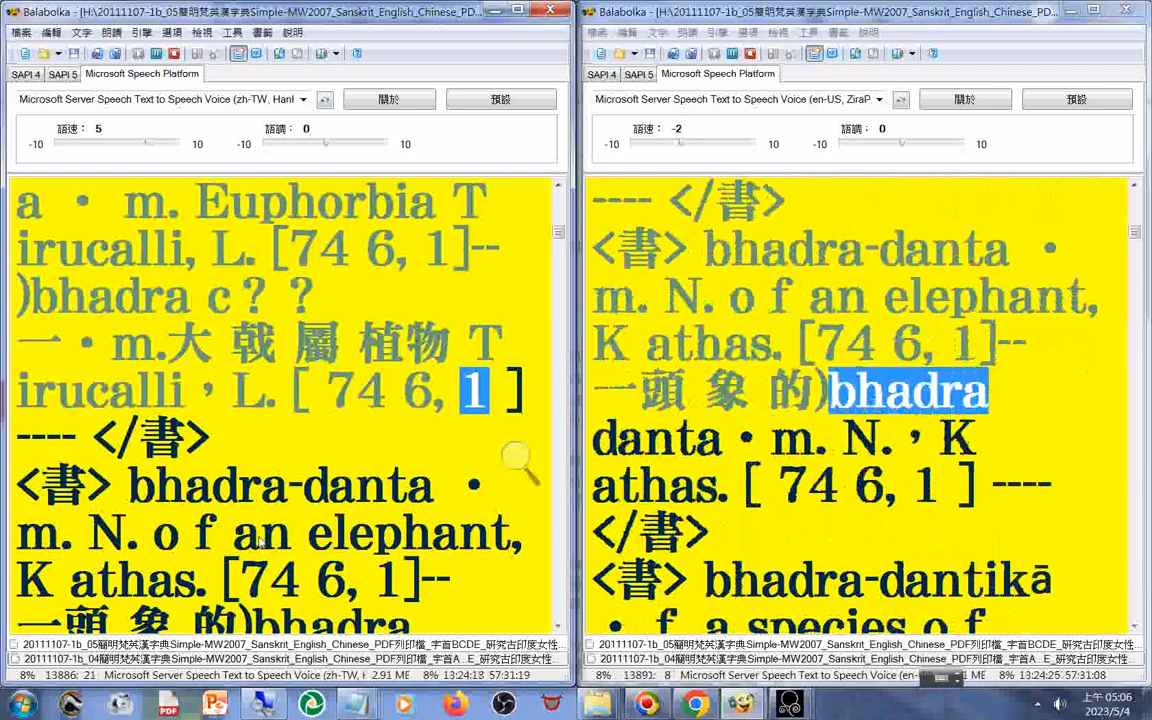 Balabolka - [H:\20111107-1b_05簡明梵英漢字典Simple-MW2007_Sanskrit_English_Chinese_PD...
檔案 編輯 文字 朗讀 引擎 選項 檢視 工具 書籤 說明
SAPI 4 SAPI 5 Microsoft Speech Platform
Microsoft Server Speech Text to Speech Voice (zh-TW, Hanl
關於 預設
語速： 5 語調： 0
-10 10 -10 10
a ・ m. Euphorbia T
irucalli, L. [74 6, 1]--
)bhadra c？？
一・m.大 戟 屬 植物 T
irucalli，L. [ 74 6, 1 ]
---- </書>
<書> bhadra-danta ・
m. N. o f an elephant,
K athas. [74 6, 1]--
一頭 象 的)bhadra
20111107-1b_05簡明梵英漢字典Simple-MW2007_Sanskrit_English_Chinese_PDF列印檔_字首BCDE_研究古印度女性...
20111107-1b_04簡明梵英漢字典Simple-MW2007_Sanskrit_English_Chinese_PDF列印檔_字首A...E_研究古印度女性...
8% 13886: 21 Microsoft Server Speech Text to Speech Voice (zh-TW, H 2.91 ME 8% 13:24:18 57:31:19
Balabolka - [H:\20111107-1b_05簡明梵英漢字典Simple-MW2007_Sanskrit_English_Chinese_PD...
檔案 編輯 文字 朗讀 引擎 選項 檢視 工具 書籤 說明
SAPI 4 SAPI 5 Microsoft Speech Platform
Microsoft Server Speech Text to Speech Voice (en-US, ZiraP
關於 預設
語速： -2 語調： 0
-10 10 -10 10
---- </書>
<書> bhadra-danta ・
m. N. o f an elephant,
K athas. [74 6, 1]--
一頭 象 的)bhadra
danta・m. N.，K
athas. [ 74 6, 1 ] ----
</書>
<書> bhadra-dantikā
・ f. a species o f
20111107-1b_05簡明梵英漢字典Simple-MW2007_Sanskrit_English_Chinese_PDF列印檔_字首BCDE_研究古印度女性...
20111107-1b_04簡明梵英漢字典Simple-MW2007_Sanskrit_English_Chinese_PDF列印檔_字首A...E_研究古印度女性...
8% 13892: Microsoft Server Speech Text to Speech Voice ME 8% 13:24:25 57:31:08
上午 05:06
2023/5/4